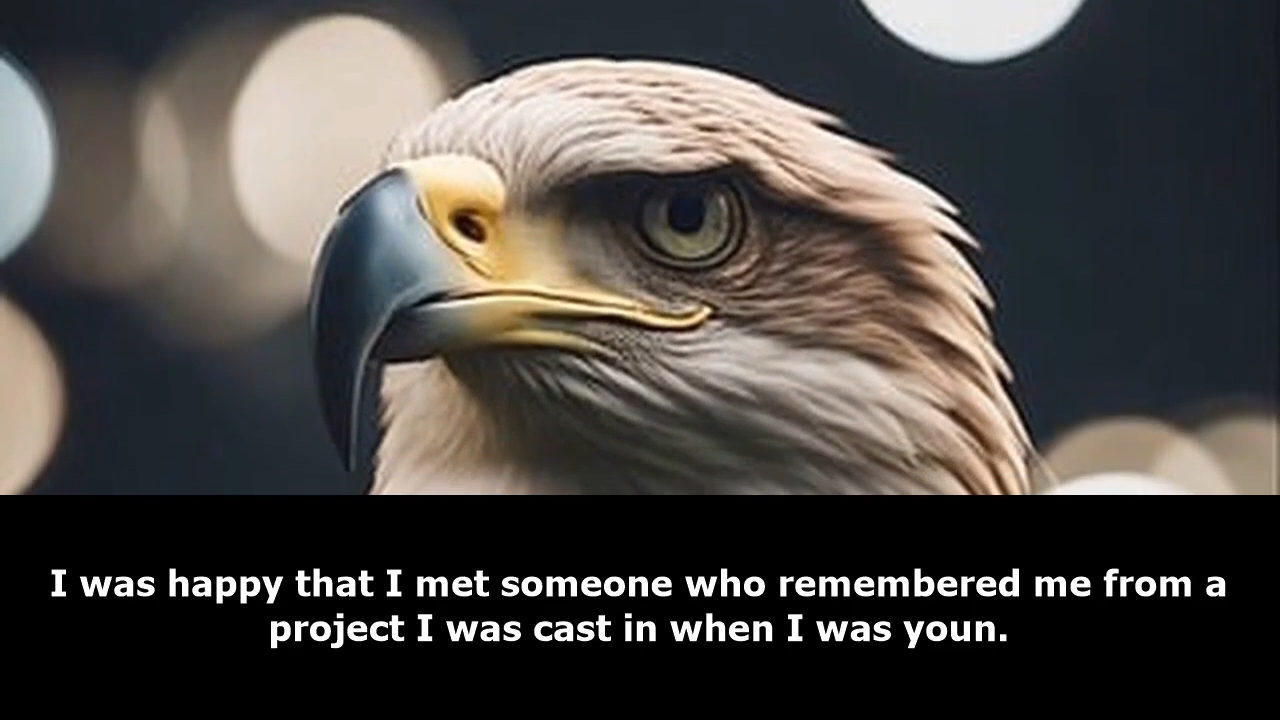 I was happy that I met someone who remembered me from a
project I was cast in when I was youn.